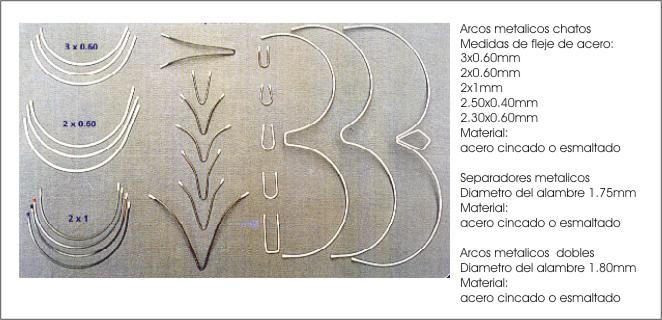 3 x 0.60
2 x 0.60
2 x 1
Arcos metalicos chatos
Medidas de fleje de acero:
3x0.60mm
2x0.60mm
2x1mm
2.50x0.40mm
2.30x0.60mm
Material:
acero cincado o esmaltado
Separadores metalicos
Diametro del alambre 1.75mm
Material:
acero cincado o esmaltado
Arcos metalicos dobles
Diametro del alambre 1.80mm
Material:
acero cincado o esmaltado